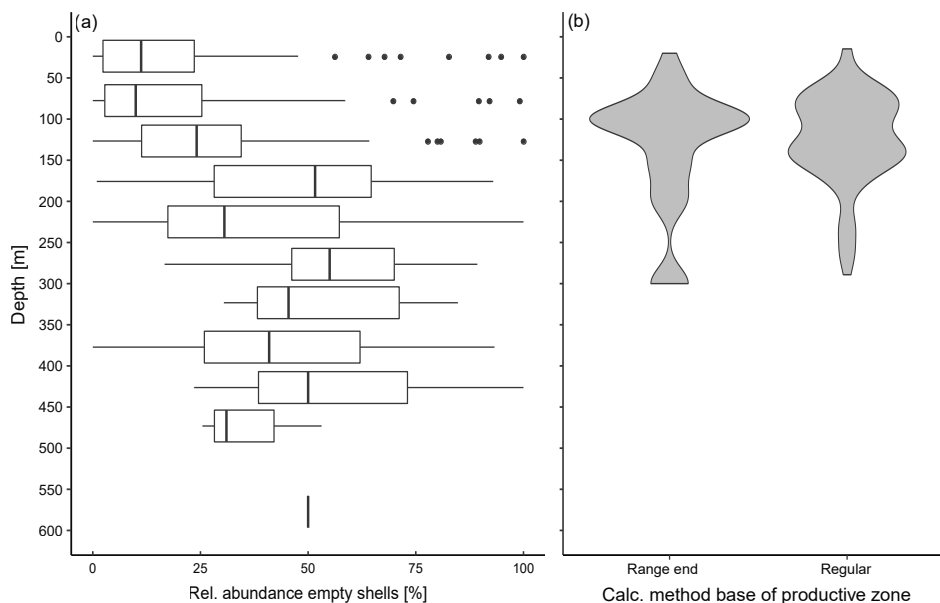 (a)
(b)
0
50
100
150
200
250
300
350
400
450
500
550
600
Depth [m]
0 25 50 75 100
Rel. abundance empty shells [%]
Range end Regular
Calc. method base of productive zone